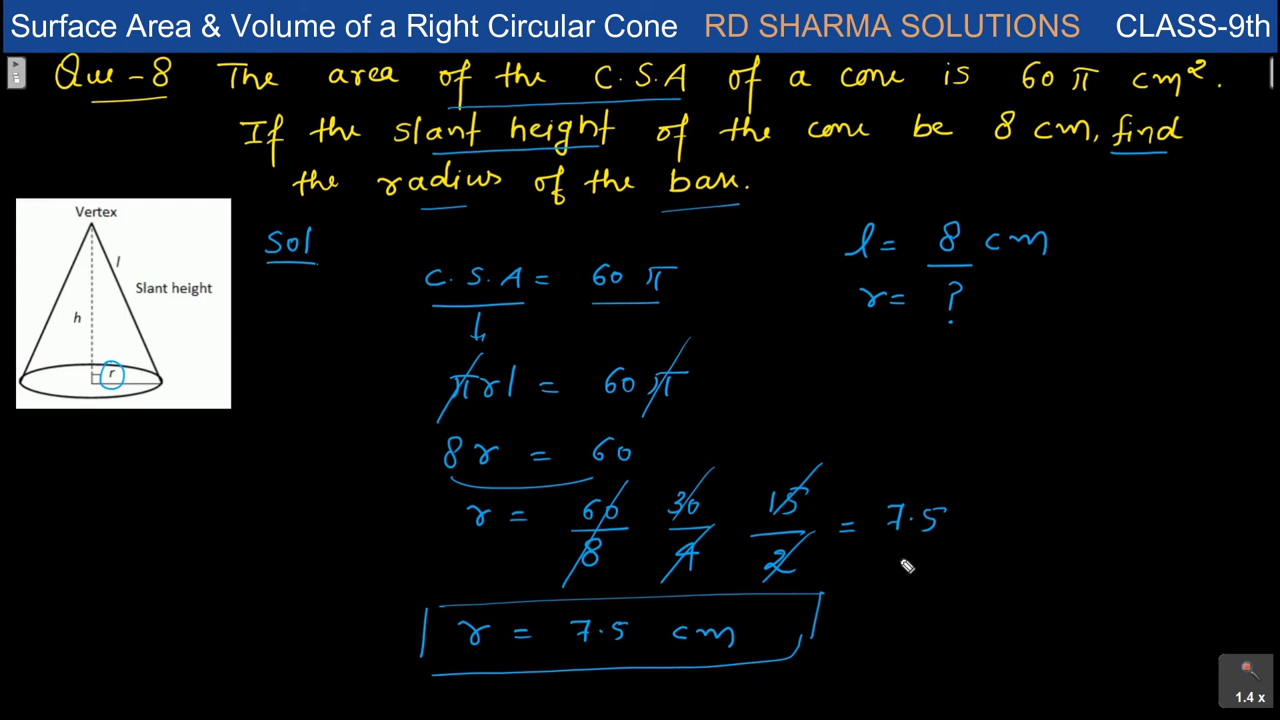 Surface Area & Volume of a Right Circular Cone RD SHARMA SOLUTIONS CLASS-9th
Que - 8 The area of the C.S.A of a cone is 60 π cm².
If the slant height of the cone be 8 cm, find
the radius of the base.
Vertex
l
Slant height
h
r
Sol
l = 8 cm
r = ?
C.S.A = 60 π
πrl = 60 π
8r = 60
r = 60/8 30/4 15/2 = 7.5
r = 7.5 cm
1.4 x